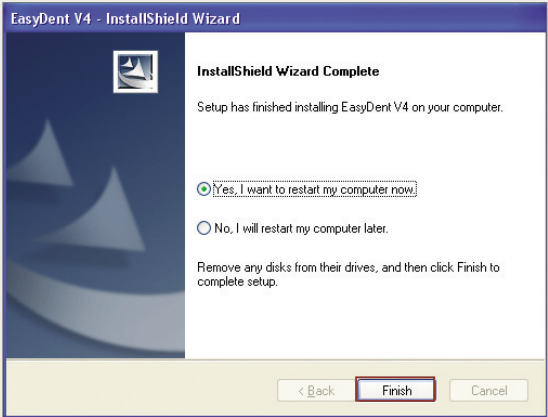 EasyDent V4 - InstallShield Wizard
InstallShield Wizard Complete
Setup has finished installing EasyDent V4 on your computer.
Yes, I want to restart my computer now.
No, I will restart my computer later.
Remove any disks from their drives, and then click Finish to
complete setup.
< Back
Finish
Cancel